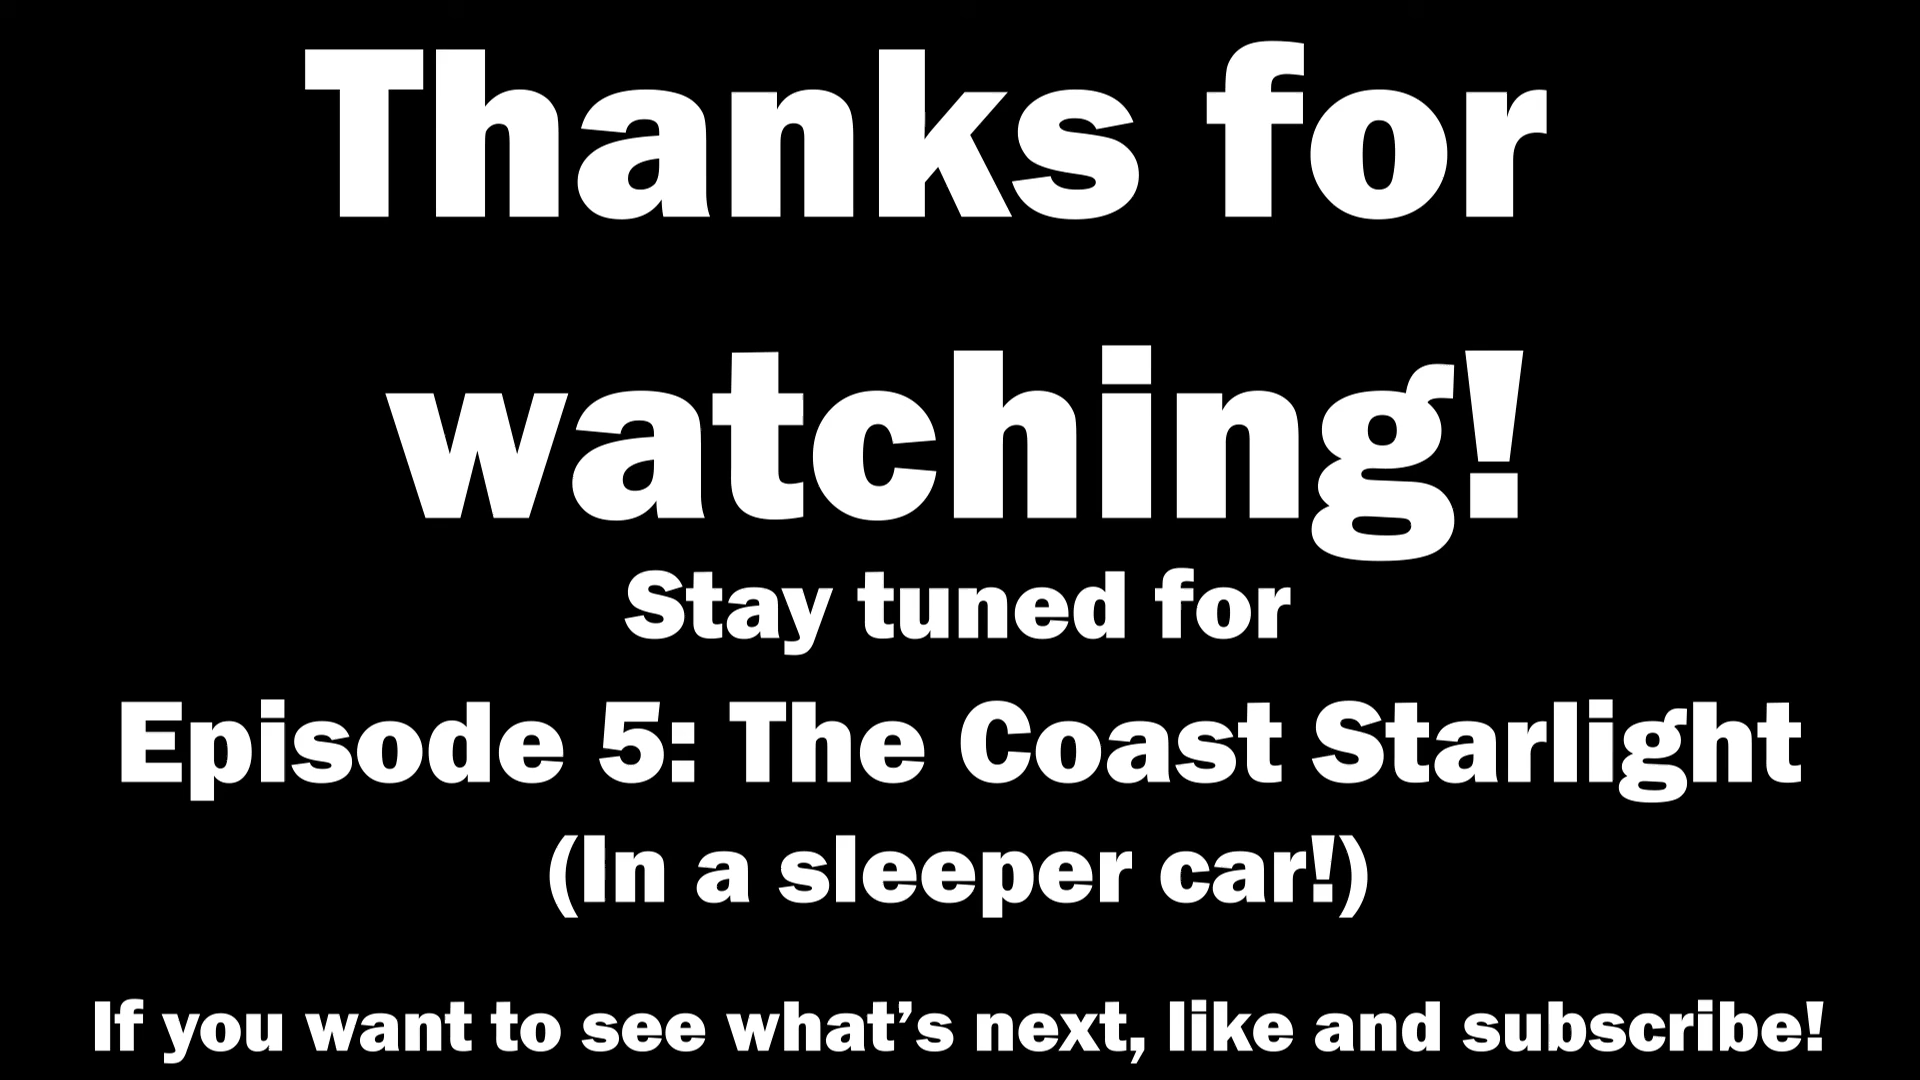 Thanks for
watching!
Stay tuned for
Episode 5: The Coast Starlight
(In a sleeper car!)
If you want to see what’s next, like and subscribe!